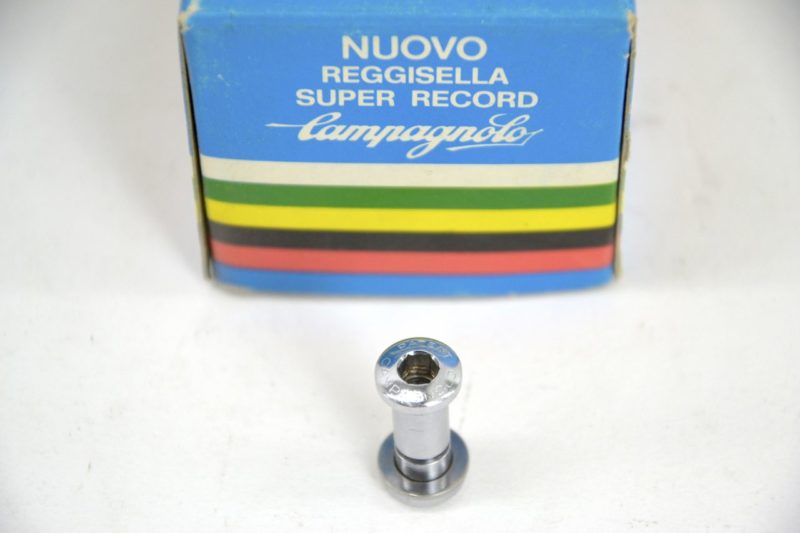 NUOVO
REGGISELLA
SUPER RECORD
Campagnolo